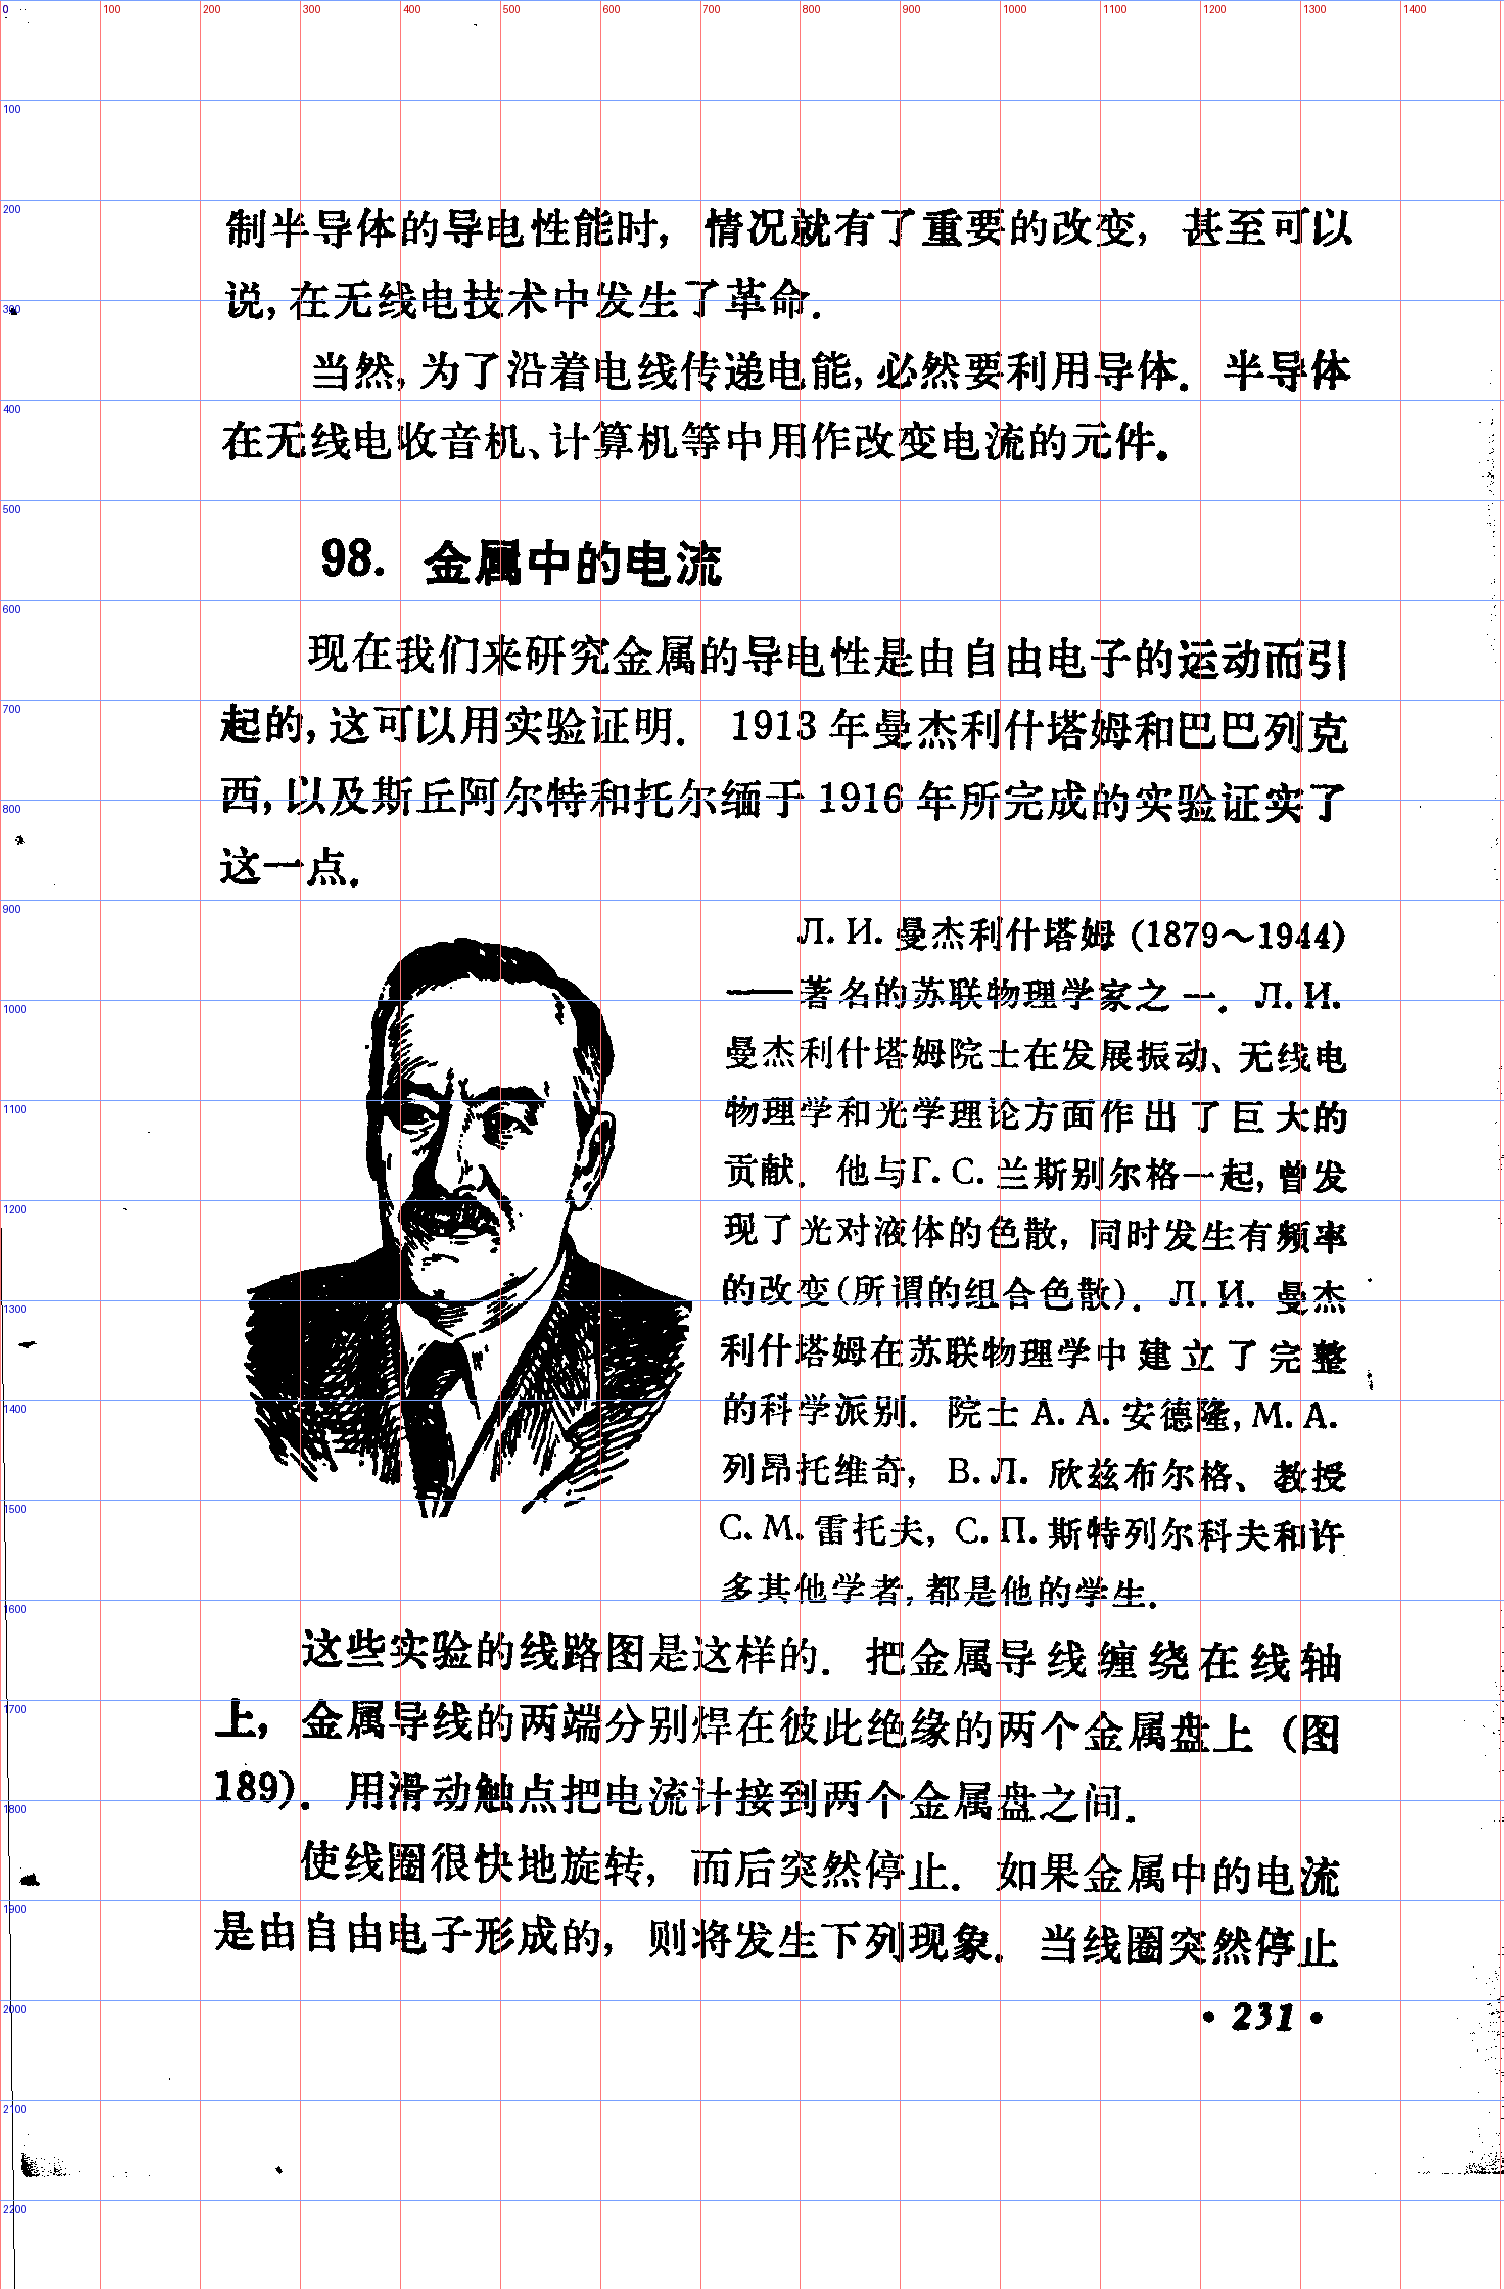 制半导体的导电性能时，情况就有了重要的改变，甚至可以
说，在无线电技术中发生了革命．
当然，为了沿着电线传递电能，必然要利用导体．半导体
在无线电收音机、计算机等中用作改变电流的元件．
98. 金属中的电流
现在我们来研究金属的导电性是由自由电子的运动而引
起的，这可以用实验证明． 1913 年曼杰利什塔姆和巴巴列克
西，以及斯丘阿尔特和托尔缅于 1916 年所完成的实验证实了
这一点．
Л. И. 曼杰利什塔姆 (1879～1944)
——著名的苏联物理学家之一． Л. И.
曼杰利什塔姆院士在发展振动、无线电
物理学和光学理论方面作出了巨大的
贡献．他与Г. С. 兰斯别尔格一起，曾发
现了光对液体的色散，同时发生有频率
的改变(所谓的组合色散)． Л. И. 曼杰
利什塔姆在苏联物理学中建立了完整
的科学派别．院士 А. А. 安德隆, М. А.
列昂托维奇， В. Л. 欣兹布尔格、教授
С. М. 雷托夫， С. П. 斯特列尔科夫和许
多其他学者，都是他的学生．
这些实验的线路图是这样的．把金属导线缠绕在线轴
上，金属导线的两端分别焊在彼此绝缘的两个金属盘上（图
189）．用滑动触点把电流计接到两个金属盘之间．
使线圈很快地旋转，而后突然停止．如果金属中的电流
是由自由电子形成的，则将发生下列现象．当线圈突然停止
• 231 •